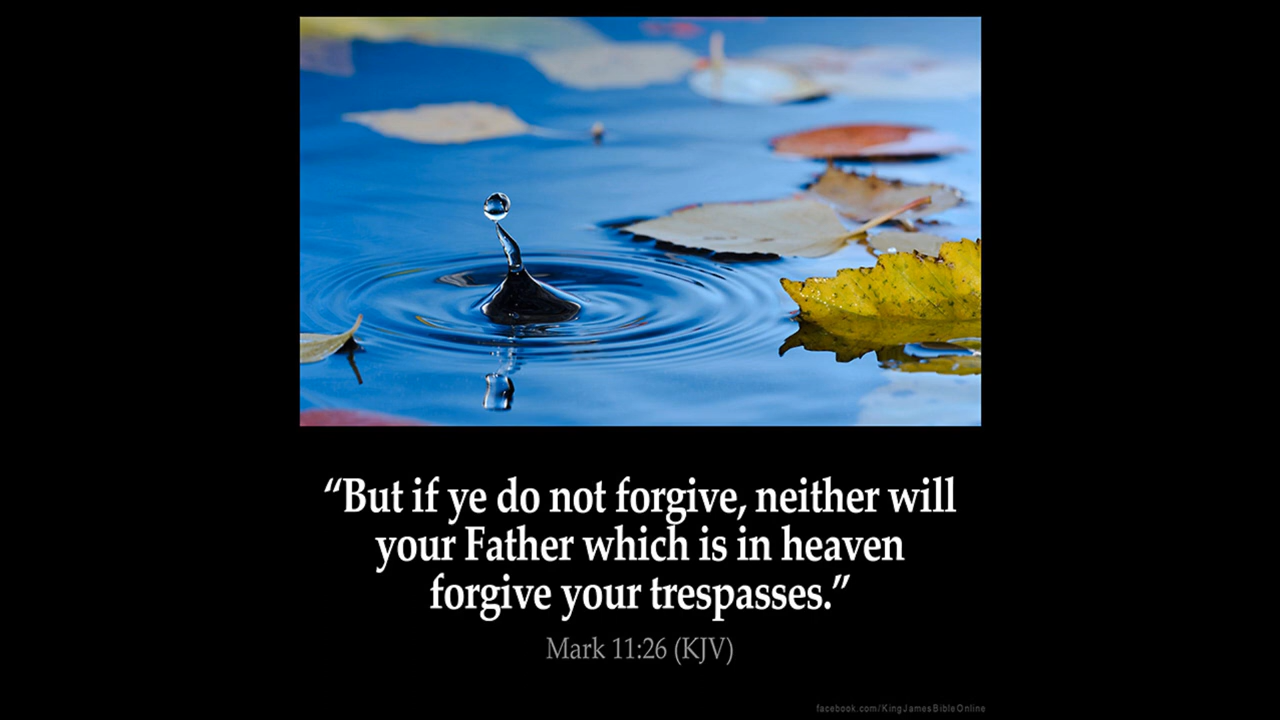 “But if ye do not forgive, neither will
your Father which is in heaven
forgive your trespasses.”
Mark 11:26 (KJV)
facebook.com/KingJamesBibleOnline